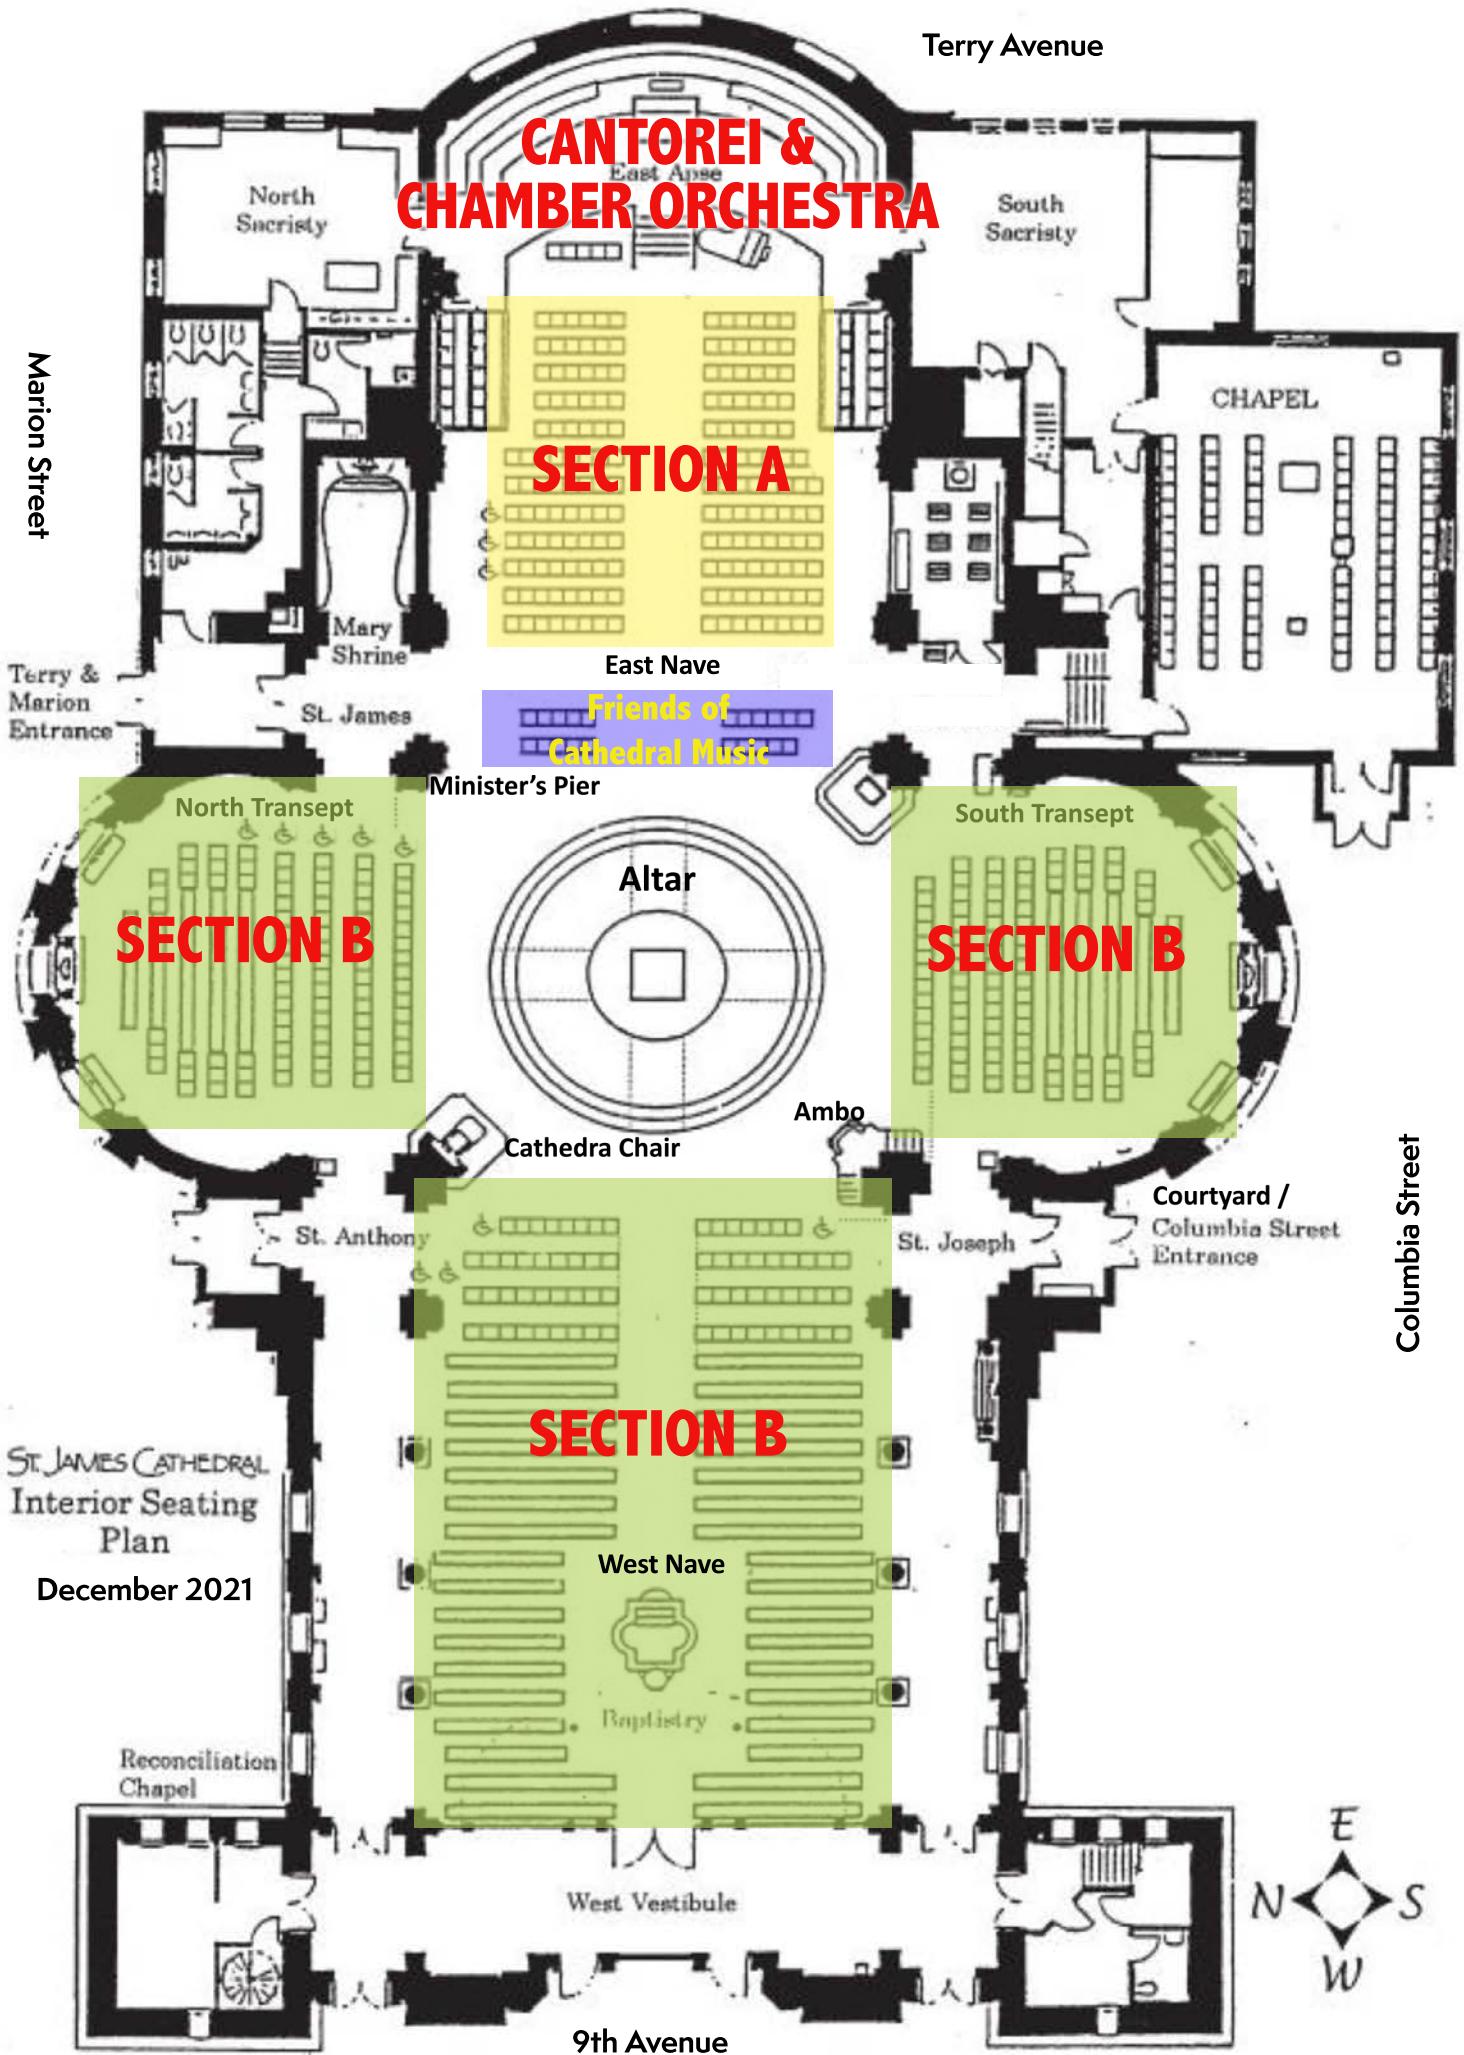 Terry Avenue
CANTOREI &
East Apse
CHAMBER ORCHESTRA
North
Sacristy
South
Sacristy
Marion Street
CHAPEL
SECTION A
Mary
Shrine
East Nave
Terry &
Marion
Entrance
St. James
Friends of
Cathedral Music
Minister's Pier
North Transept
South Transept
Altar
SECTION B
SECTION B
Ambo
Cathedra Chair
Columbia Street
Courtyard /
Columbia Street
Entrance
St. Anthony
St. Joseph
SECTION B
ST. JAMES CATHEDRAL
Interior Seating
Plan
December 2021
West Nave
Baptistry
Reconciliation
Chapel
West Vestibule
E
N
S
W
9th Avenue